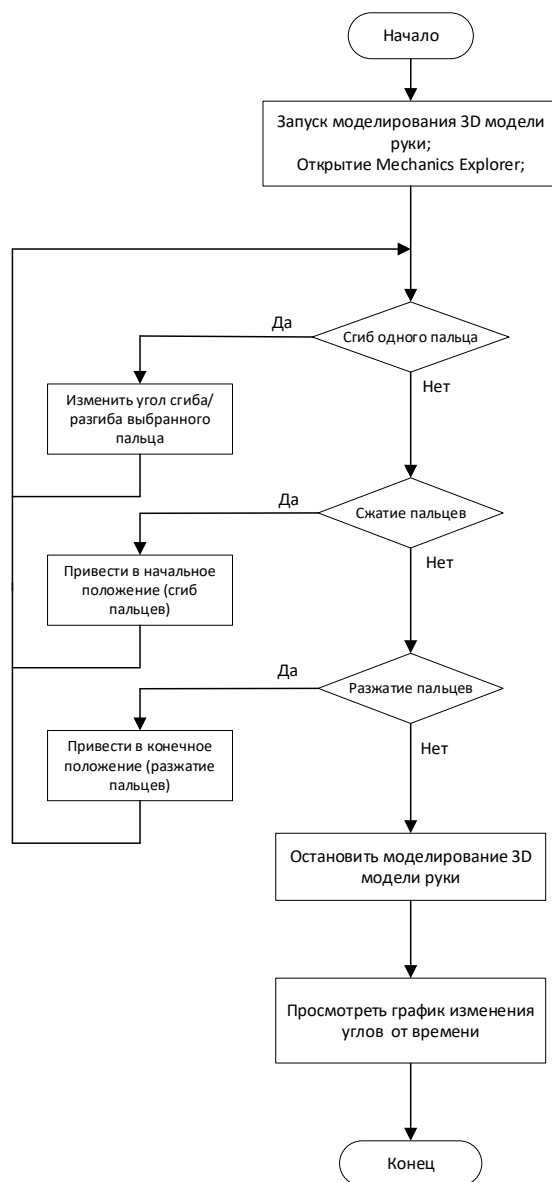 Начало
Запуск моделирования 3D модели
руки;
Открытие Mechanics Explorer;
Да
Сгиб одного пальца
Изменить угол сгиба/
разгиба выбранного
пальца
Нет
Да
Сжатие пальцев
Привести в начальное
положение (сгиб
пальцев)
Нет
Да
Разжатие пальцев
Привести в конечное
положение (разжатие
пальцев)
Нет
Остановить моделирование 3D
модели руки
Просмотреть график изменения
углов от времени
Конец